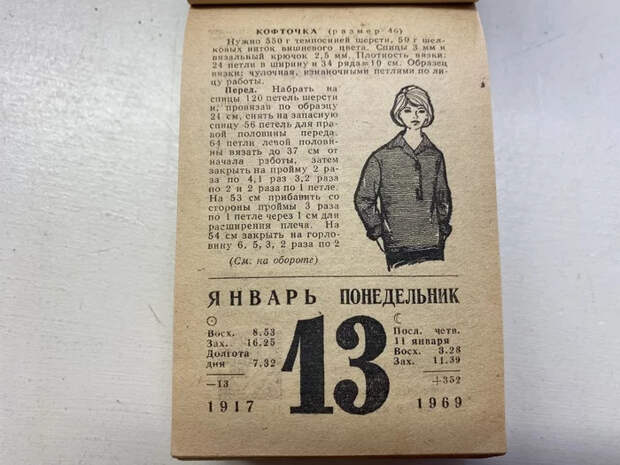 КОФТОЧКА (размер 46)
Нужно 550 г темносиней шерсти, 50 г шел-
ковых ниток вишневого цвета. Спицы 3 мм и
вязальный крючок 2,5 мм. Плотность вязки:
24 петли в ширину и 34 ряда=10 см. Образец
вязки: чулочная, изнаночными петлями по ли-
цу работы.
Перед. Набрать на
спицы 120 петель шерсти
и, провязав по образцу
24 см, снять на запасную
спицу 56 петель для пра-
вой половины переда.
64 петли левой полови-
ны вязать до 37 см от
начала работы, затем
закрыть на пройму 2 ра-
за по 4,1 раз 3,2 раза
по 2 и 2 раза по 1 петле.
На 53 см прибавить со
стороны проймы 3 раза
по 1 петле через 1 см для
расширения плеча. На
54 см закрыть на горло-
вину 6, 5, 3, 2 раза по 2
(См. на обороте)
ЯНВАРЬ ПОНЕДЕЛЬНИК
Восх. 8.53
Зах. 16.25
Долгота
дня 7.32
—13
1917
13
Посл. четв.
11 января
Восх. 3.28
Зах. 11.39
+352
1969